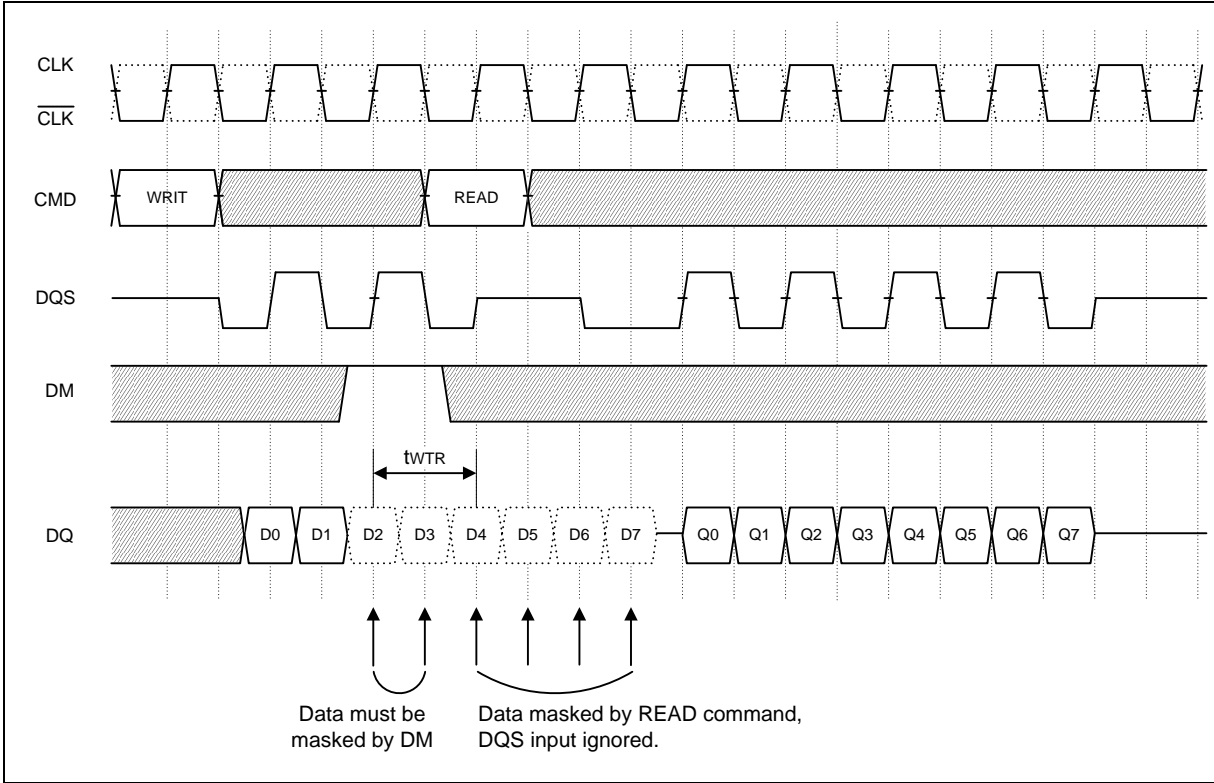 CLK
CLK
CMD WRIT READ
DQS
DM
tWTR
DQ D0 D1 D2 D3 D4 D5 D6 D7 Q0 Q1 Q2 Q3 Q4 Q5 Q6 Q7
Data must be
masked by DM
Data masked by READ command,
DQS input ignored.